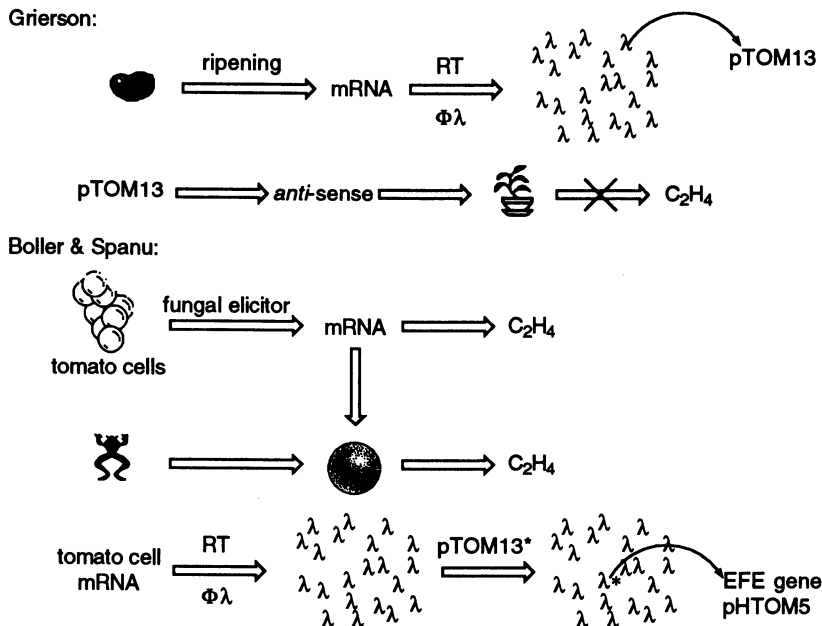 Grierson:
ripening
mRNA
RT
Φλ
λ λ λ λ λ λ λ λ λ λ λ λ λ λ λ λ λ λ λ λ λ λ
pTOM13
pTOM13
anti-sense
C₂H₄
Boller & Spanu:
tomato cells
fungal elicitor
mRNA
C₂H₄
C₂H₄
tomato cell
mRNA
RT
Φλ
λ λ λ λ λ λ λ λ λ λ λ λ λ λ λ λ λ λ λ λ λ
pTOM13*
λ λ λ λ λ λ λ λ λ λ λ* λ λ λ λ λ λ λ λ λ λ
EFE gene
pHTOM5